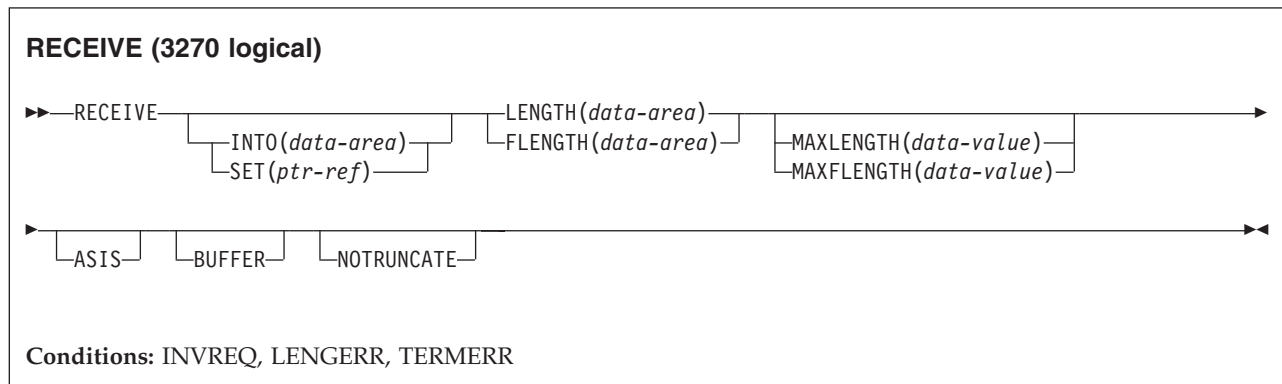 RECEIVE (3270 logical)
RECEIVE LENGTH(data-area)
INTO(data-area) FLENGTH(data-area) MAXLENGTH(data-value)
SET(ptr-ref) MAXFLENGTH(data-value)
ASIS BUFFER NOTRUNCATE
Conditions: INVREQ, LENGERR, TERMERR